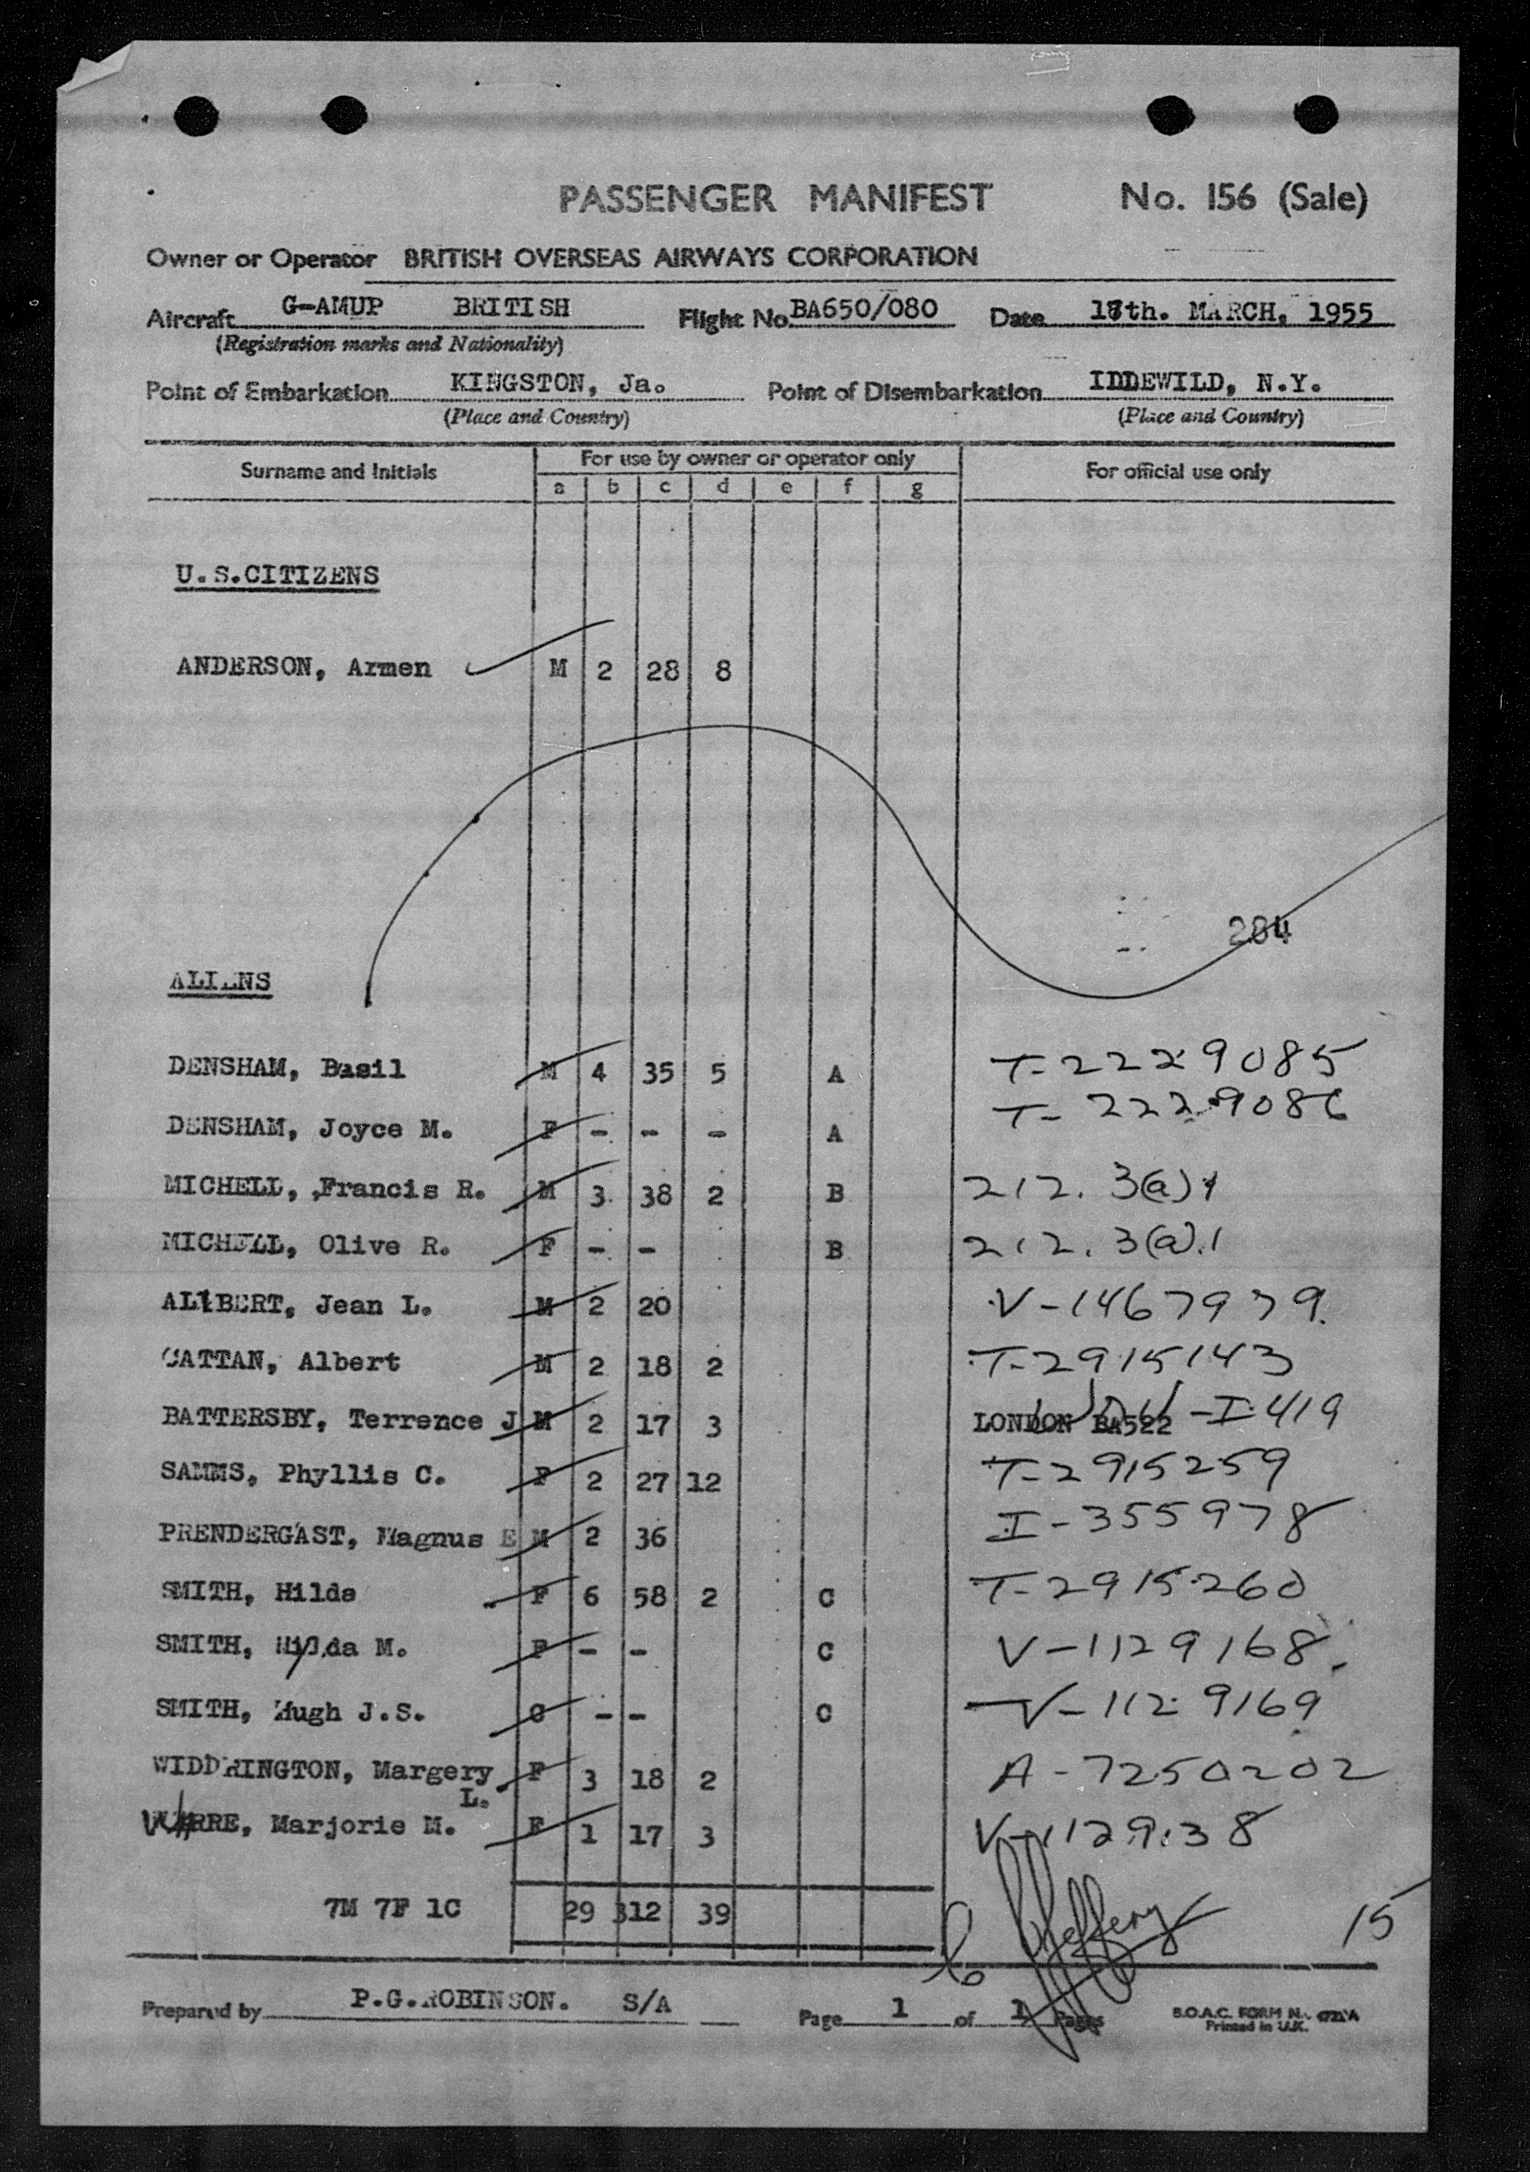 PASSENGER MANIFEST No. 156 (Sale)
Owner or Operator BRITISH OVERSEAS AIRWAYS CORPORATION
Aircraft G-AMUP BRITISH Flight No. BA650/080 Date 18th. MARCH, 1955
(Registration marks and Nationality)
Point of Embarkation KINGSTON, Ja. Point of Disembarkation IDDEWILD, N.Y.
(Place and Country) (Place and Country)
Surname and Initials For use by owner or operator only For official use only
a b c d e f g
U.S.CITIZENS
ANDERSON, Armen M 2 28 8
204
ALIENS
DENSHAM, Basil M 4 35 5 A T-2229085
DENSHAM, Joyce M. F - - - A T-2229086
MICHELL, Francis R. M 3 38 2 B 212.3(a)1
MICHELL, Olive R. F - - B 212.3(a).1
ALIBERT, Jean L. M 2 20 V-1467979.
CATTAN, Albert M 2 18 2 T-2915143
BATTERSBY, Terrence J M 2 17 3 LONDON BA522 -I-419
SAMMS, Phyllis C. F 2 27 12 T-2915259
PRENDERGAST, Magnus E M 2 36 I-355978
SMITH, Hilda F 6 58 2 C T-2915260
SMITH, Hylda M. F - - C V-1129168.
SMITH, Hugh J.S. C - - C V-1129169
WIDDRINGTON, Margery F 3 18 2 A-7250202
L.
Marjorie M. F 1 17 3 V-1129138
7M 7F 1C 29 312 39 15
Prepared by P.G.ROBINSON. S/A Page 1 of 1 Pages B.O.A.C. FORM
Printed in U.K.